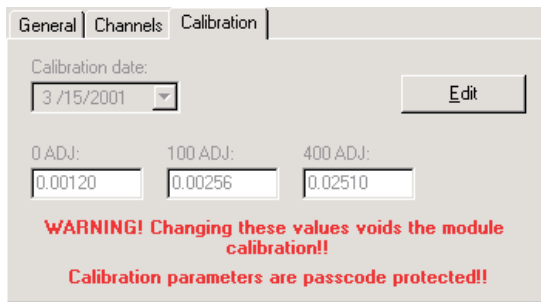 General Channels Calibration
Calibration date:
3 /15/2001
Edit
0 ADJ: 100 ADJ: 400 ADJ:
0.00120 0.00256 0.02510
WARNING! Changing these values voids the module
calibration!!
Calibration parameters are passcode protected!!